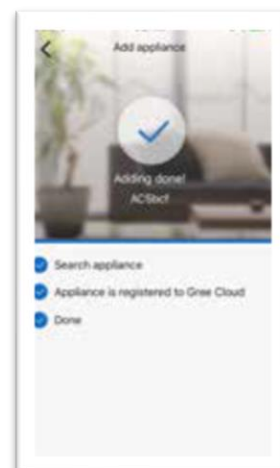 Add appliance
Adding done!
Search appliance
Appliance is registered to Gree Cloud
Done